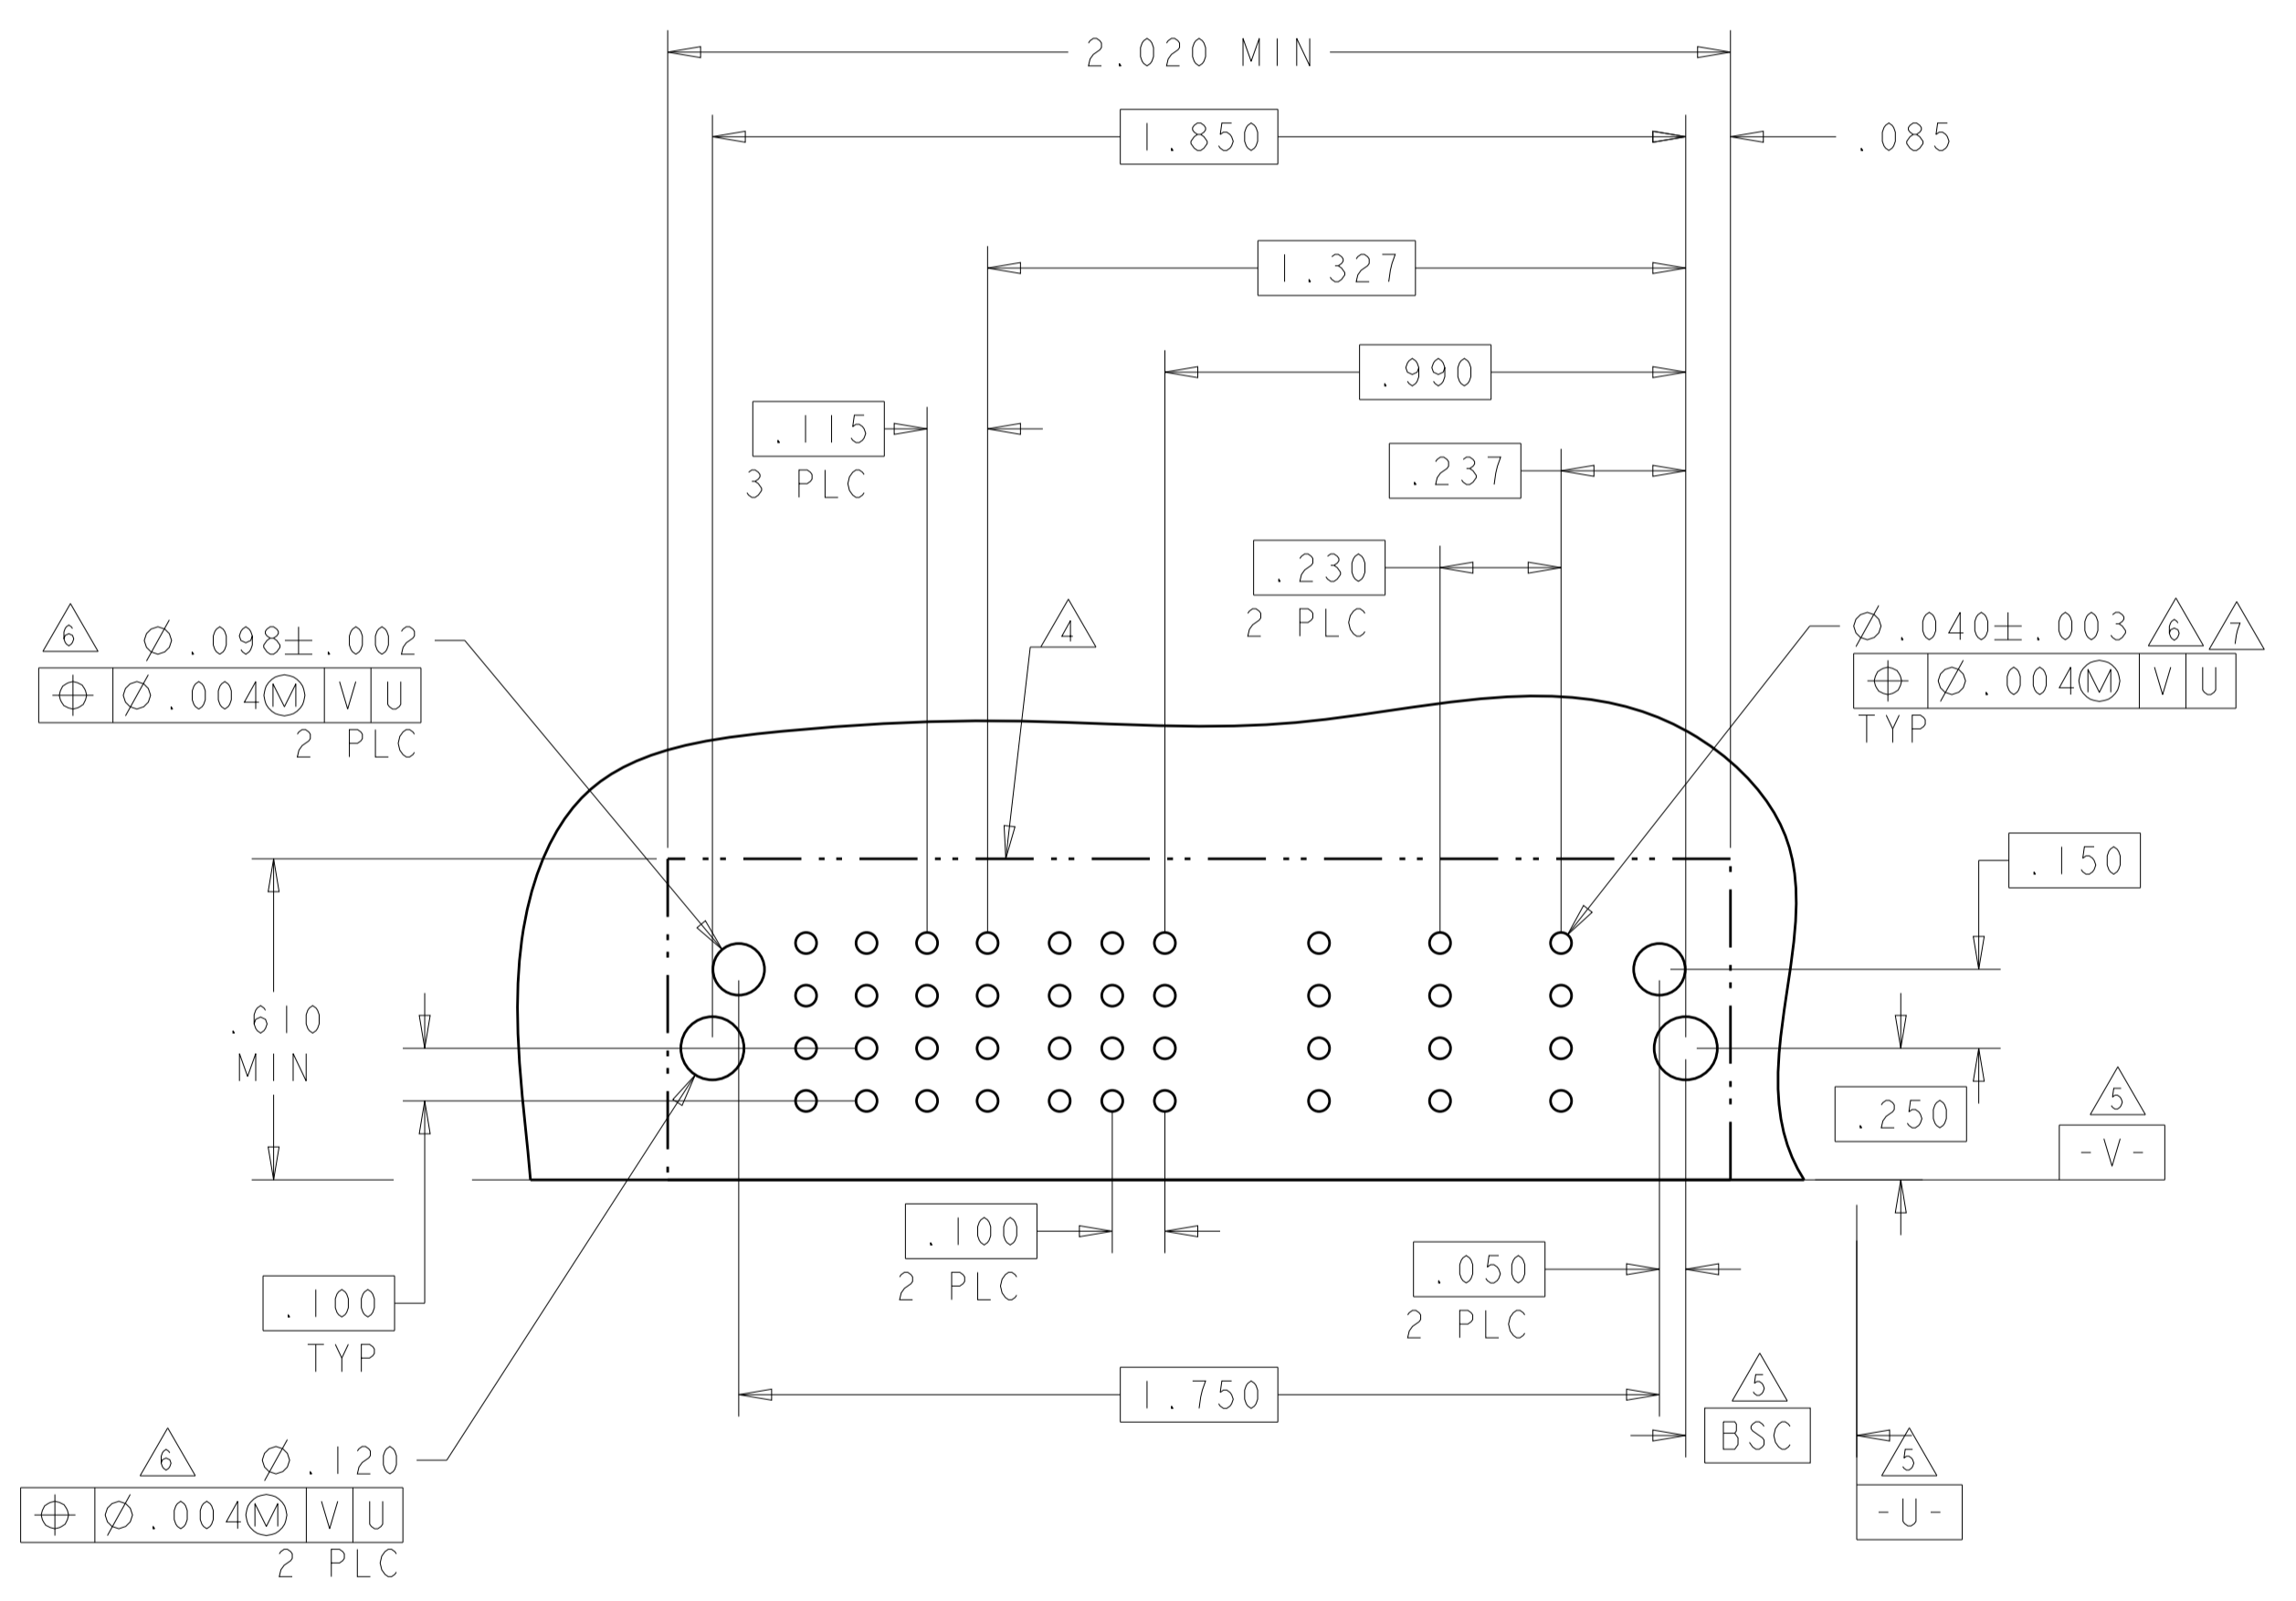 2.020 MIN
1.850
.085
1.327
.990
.115
3 PLC
.237
.230
2 PLC
4
6 ⌀.098±.002
⌖ ⌀.004Ⓜ V U
2 PLC
⌀.040±.003 6 7
⌖ ⌀.004Ⓜ V U
TYP
.150
.610
MIN
.250
5
-V-
.100
2 PLC
.050
2 PLC
.100
TYP
1.750
5
BSC
6 ⌀.120
⌖ ⌀.004Ⓜ V U
2 PLC
5
-U-